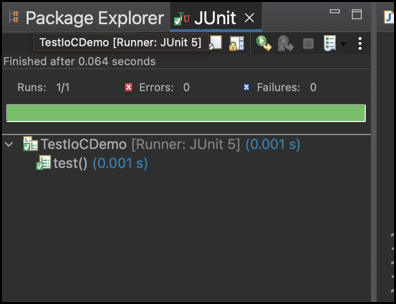 Package Explorer JUnit
TestIoCDemo [Runner: JUnit 5]
Finished after 0.064 seconds
Runs: 1/1 Errors: 0 Failures: 0
TestIoCDemo [Runner: JUnit 5] (0.001 s)
test() (0.001 s)